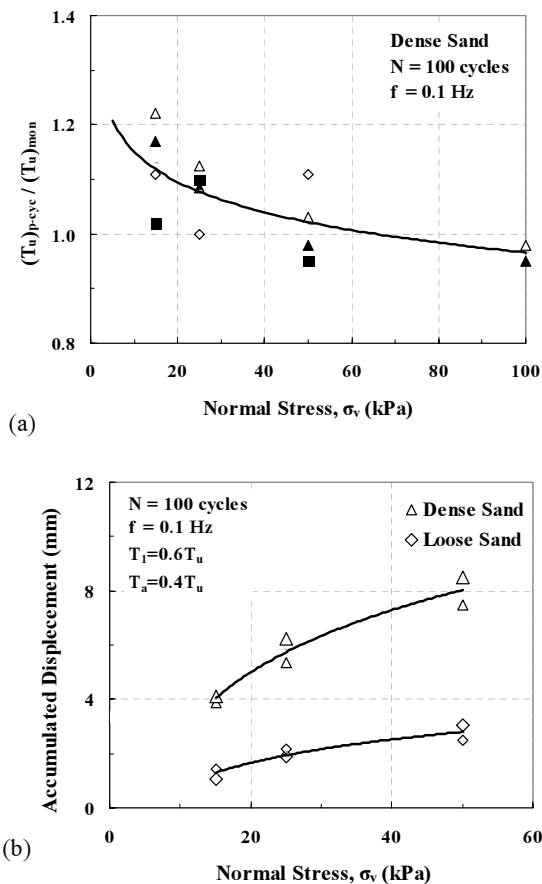 1.4
1.2
1.0
0.8
(Tu)p-cyc / (Tu)mon
Dense Sand
N = 100 cycles
f = 0.1 Hz
0 20 40 60 80 100
Normal Stress, σv (kPa)
(a)
12
8
4
0
Accumulated Displecement (mm)
N = 100 cycles
f = 0.1 Hz
T1=0.6Tu
Ta=0.4Tu
Dense Sand
Loose Sand
0 20 40 60
Normal Stress, σv (kPa)
(b)